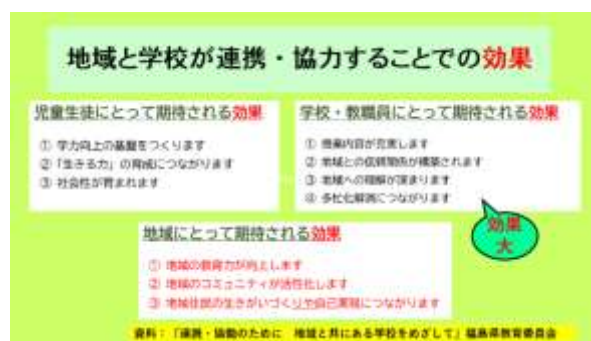 地域と学校が連携・協力することでの効果
児童生徒にとって期待される効果
① 学力向上の基盤をつくります
② 「生きる力」の育成につながります
③ 社会性が育まれます
学校・教職員にとって期待される効果
① 授業内容が充実します
② 地域との信頼関係が構築されます
③ 地域への理解が深まります
④ 多忙化解消につながります
効果
大
地域にとって期待される効果
① 地域の教育力が向上します
② 地域のコミュニティが活性化します
③ 地域住民の生きがいづくりや自己実現につながります
資料：「連携・協働のために　地域と共にある学校をめざして」福島県教育委員会